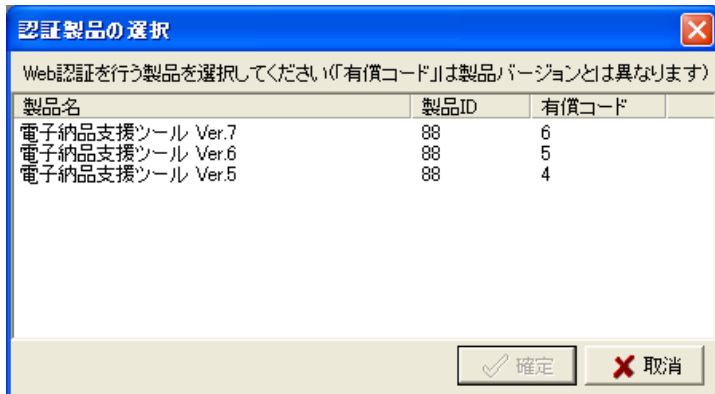 認証製品の選択
Web認証を行う製品を選択してください(「有償コード」は製品バージョンとは異なります)
製品名 製品ID 有償コード
電子納品支援ツール Ver.7 88 6
電子納品支援ツール Ver.6 88 5
電子納品支援ツール Ver.5 88 4
確定 取消